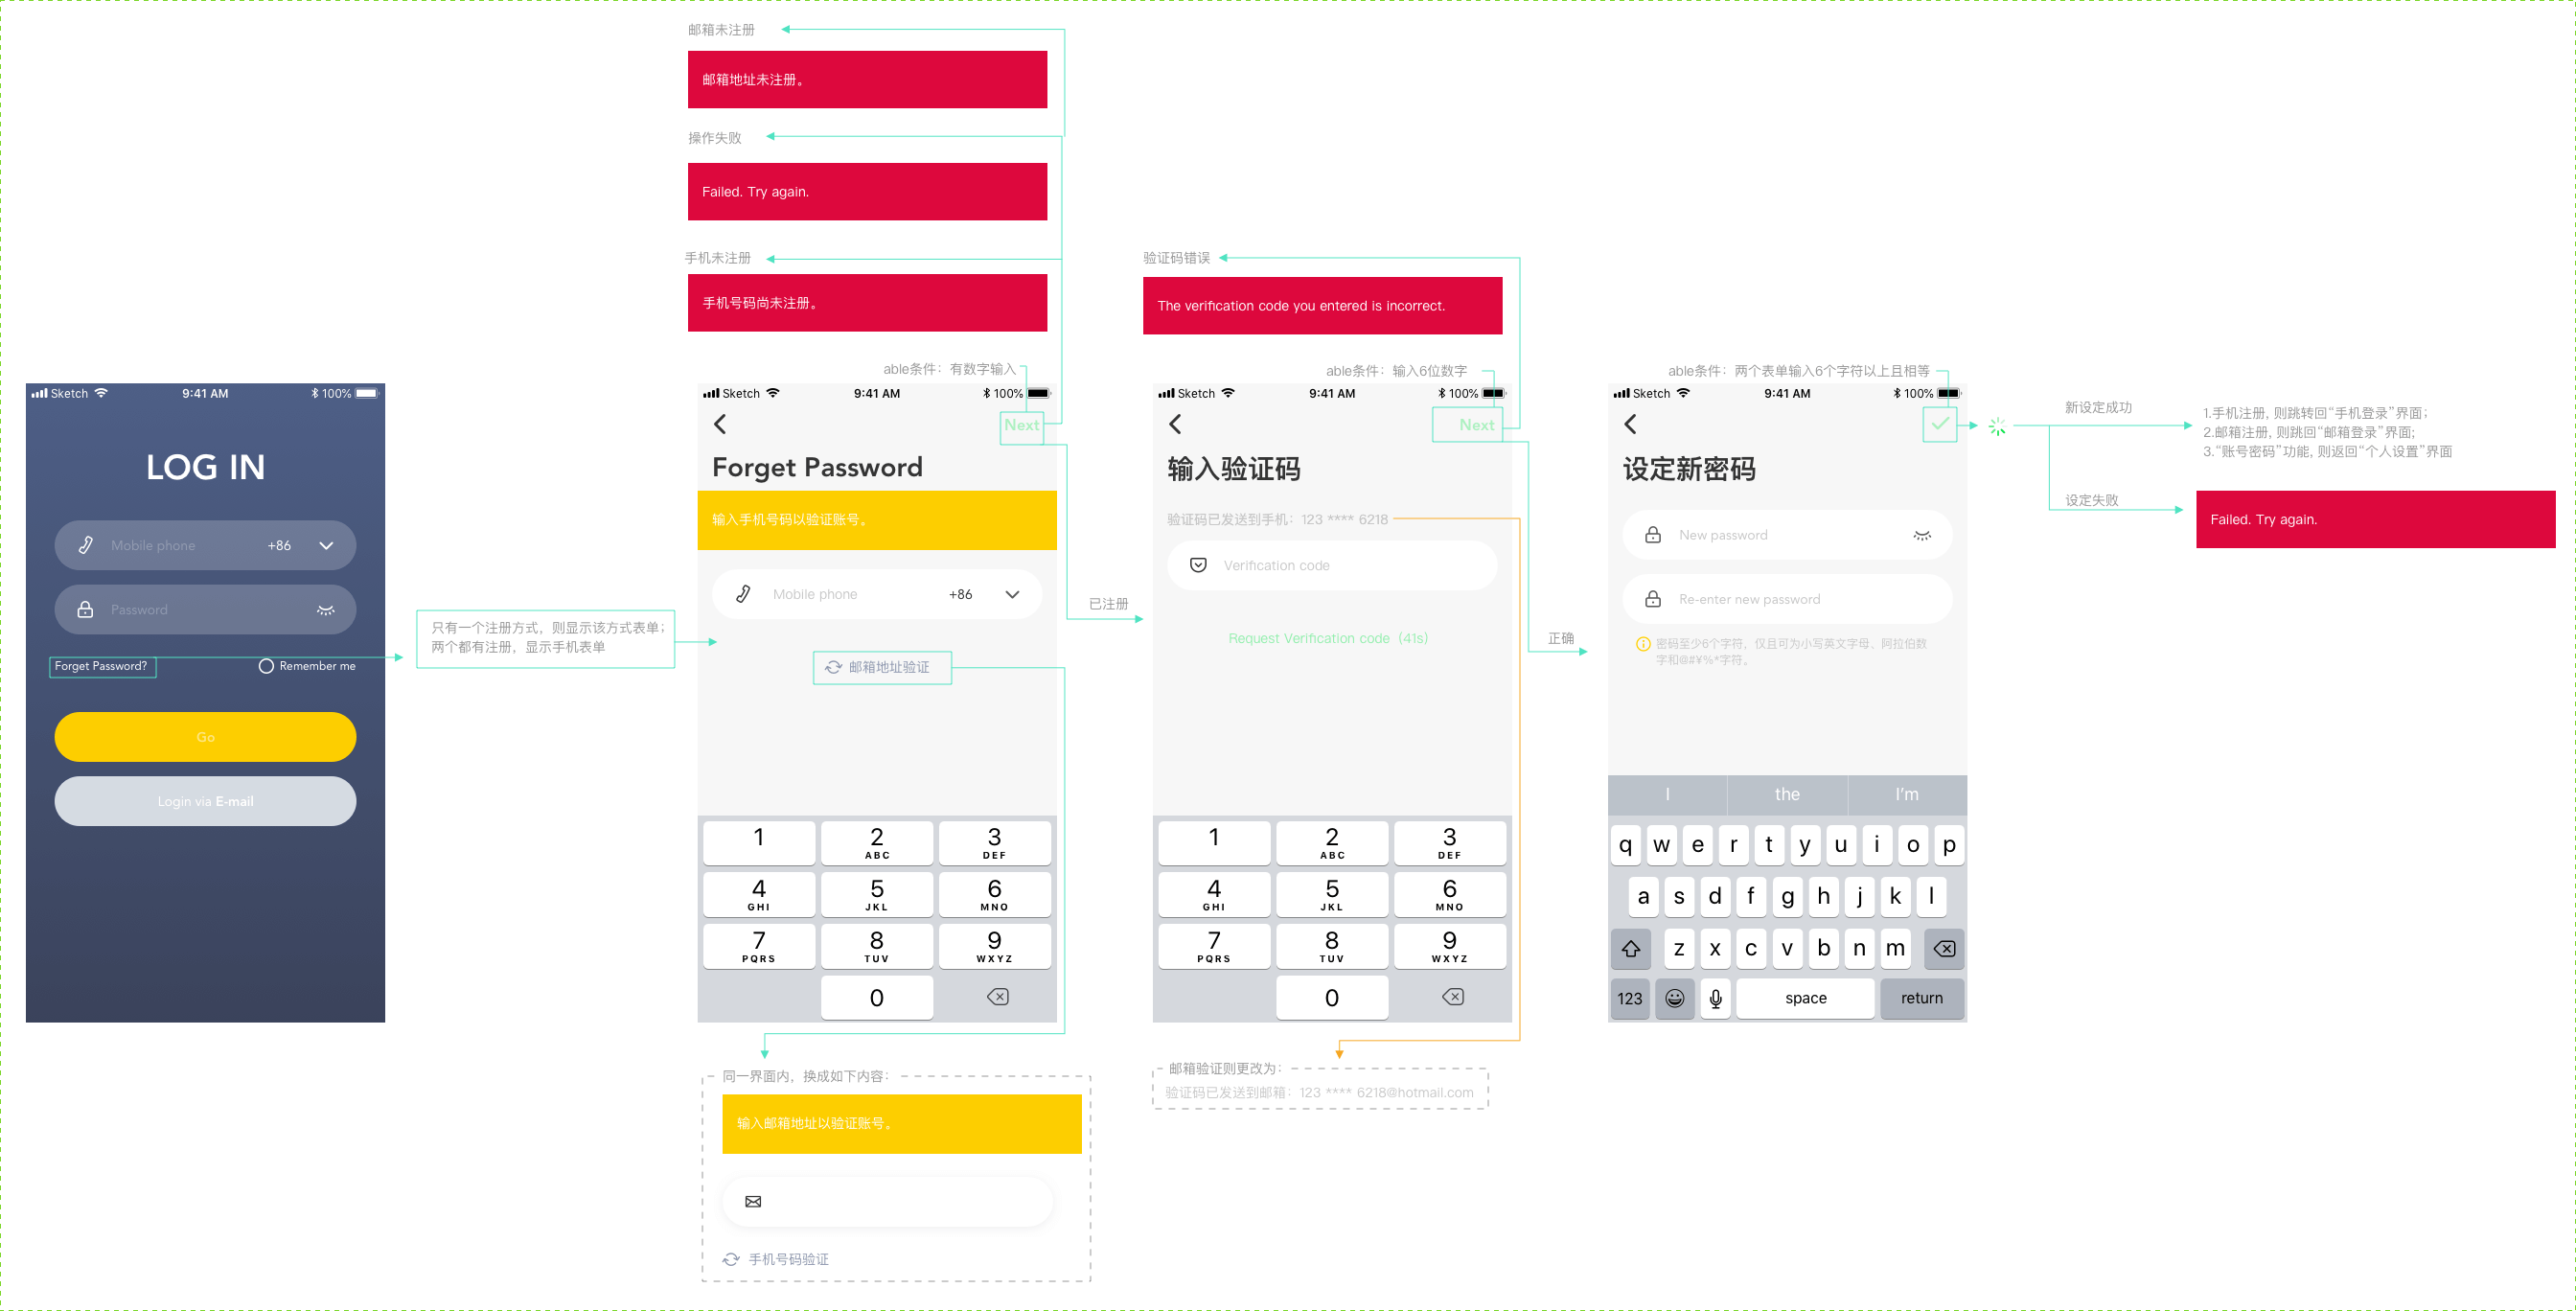 邮箱未注册
邮箱地址未注册。
操作失败
Failed. Try again.
手机未注册
手机号码尚未注册。
Sketch
9:41 AM
100%
LOG IN
Mobile phone
+86
Password
Forget Password?
Remember me
Go
Login via E-mail
只有一个注册方式，则显示该方式表单；
两个都有注册，显示手机表单
able条件：有数字输入
Sketch
9:41 AM
100%
Next
Forget Password
输入手机号码以验证账号。
Mobile phone
+86
邮箱地址验证
1
2
ABC
3
DEF
4
GHI
5
JKL
6
MNO
7
PQRS
8
TUV
9
WXYZ
0
同一界面内，换成如下内容：
输入邮箱地址以验证账号。
手机号码验证
已注册
验证码错误
The verification code you entered is incorrect.
able条件：输入6位数字
Sketch
9:41 AM
100%
Next
输入验证码
验证码已发送到手机：123 **** 6218
Verification code
Request Verification code（41s）
1
2
ABC
3
DEF
4
GHI
5
JKL
6
MNO
7
PQRS
8
TUV
9
WXYZ
0
邮箱验证则更改为：
验证码已发送到邮箱：123 **** 6218@hotmail.com
正确
able条件：两个表单输入6个字符以上且相等
Sketch
9:41 AM
100%
设定新密码
New password
Re-enter new password
密码至少6个字符，仅且可为小写英文字母、阿拉伯数
字和@#¥%*字符。
I
the
I'm
q w e r t y u i o p
a s d f g h j k l
z x c v b n m
123
space
return
新设定成功
1.手机注册, 则跳转回“手机登录”界面；
2.邮箱注册, 则跳回“邮箱登录”界面;
3.“账号密码”功能, 则返回“个人设置”界面
设定失败
Failed. Try again.